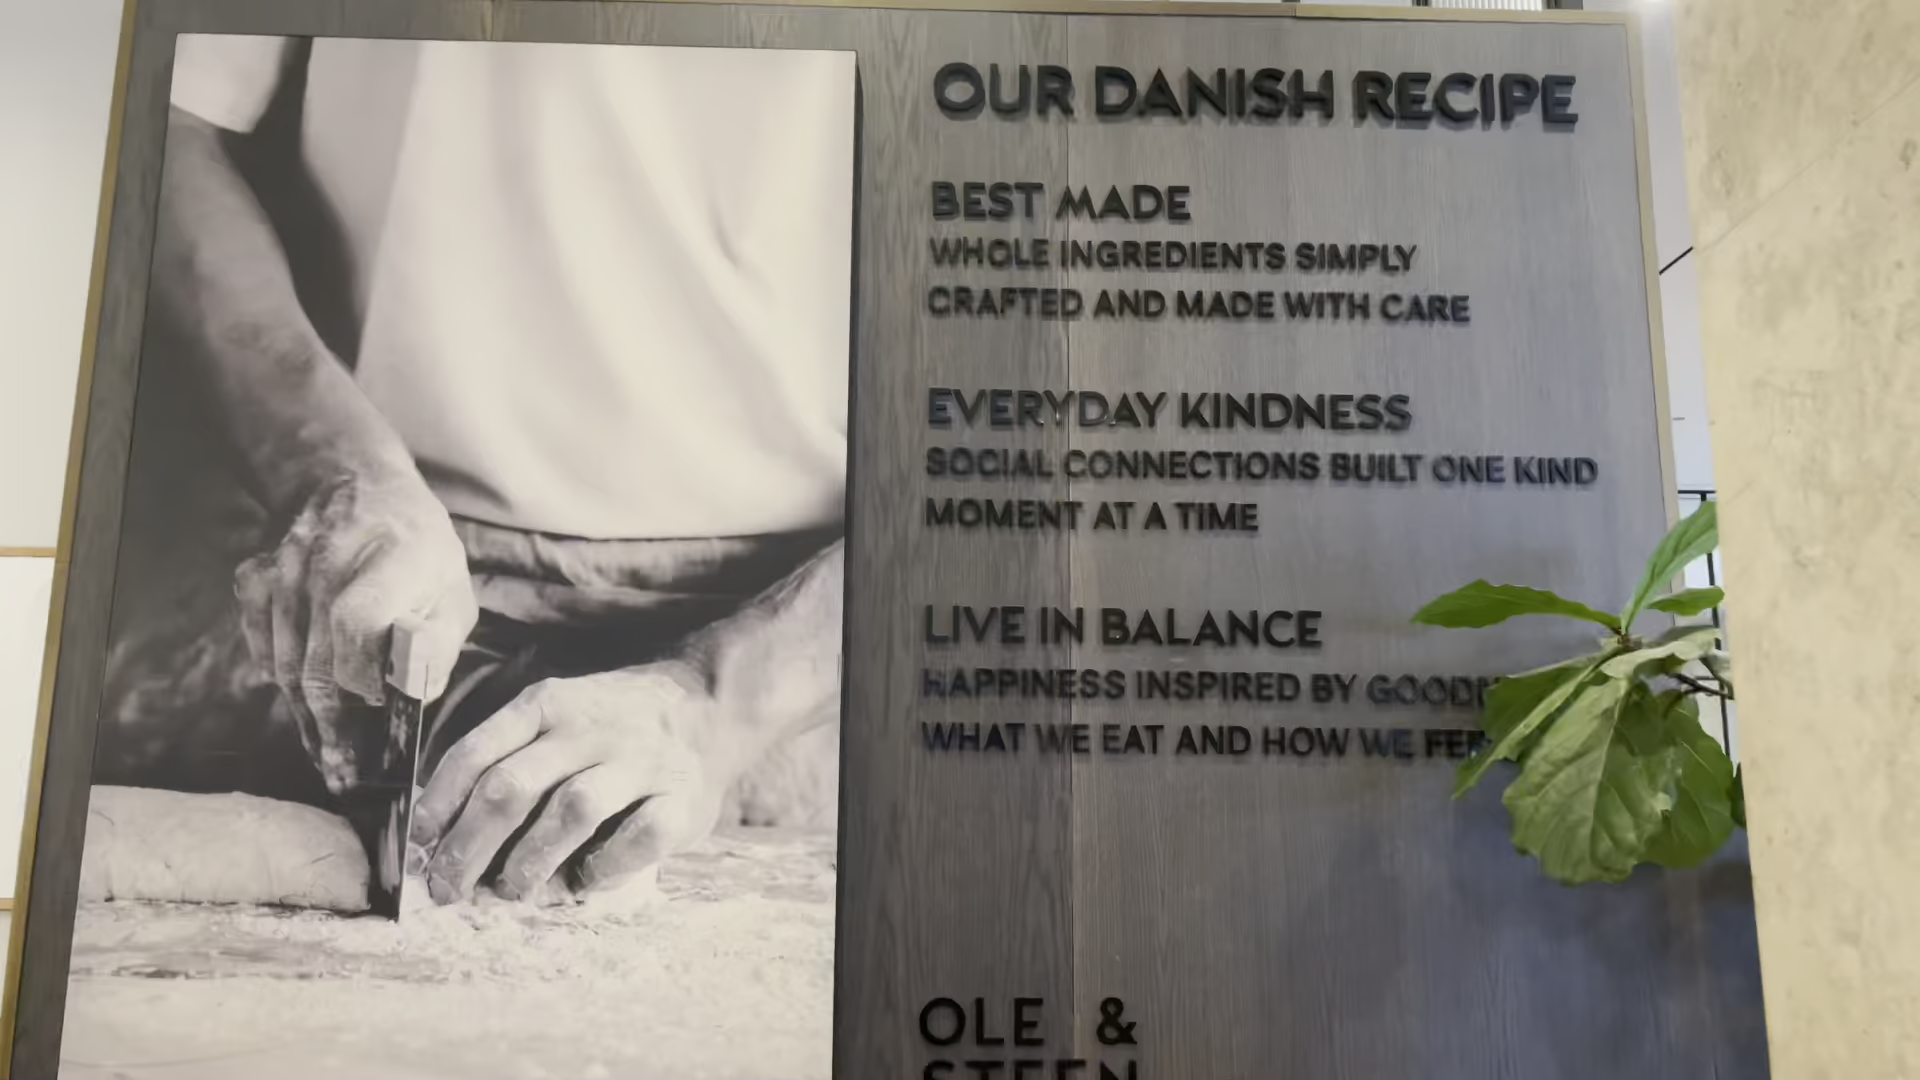 OUR DANISH RECIPE
BEST MADE
WHOLE INGREDIENTS SIMPLY
CRAFTED AND MADE WITH CARE
EVERYDAY KINDNESS
SOCIAL CONNECTIONS BUILT ONE KIND
MOMENT AT A TIME
LIVE IN BALANCE
HAPPINESS INSPIRED BY
WHAT WE EAT AND HOW WE
OLE &
STEEN